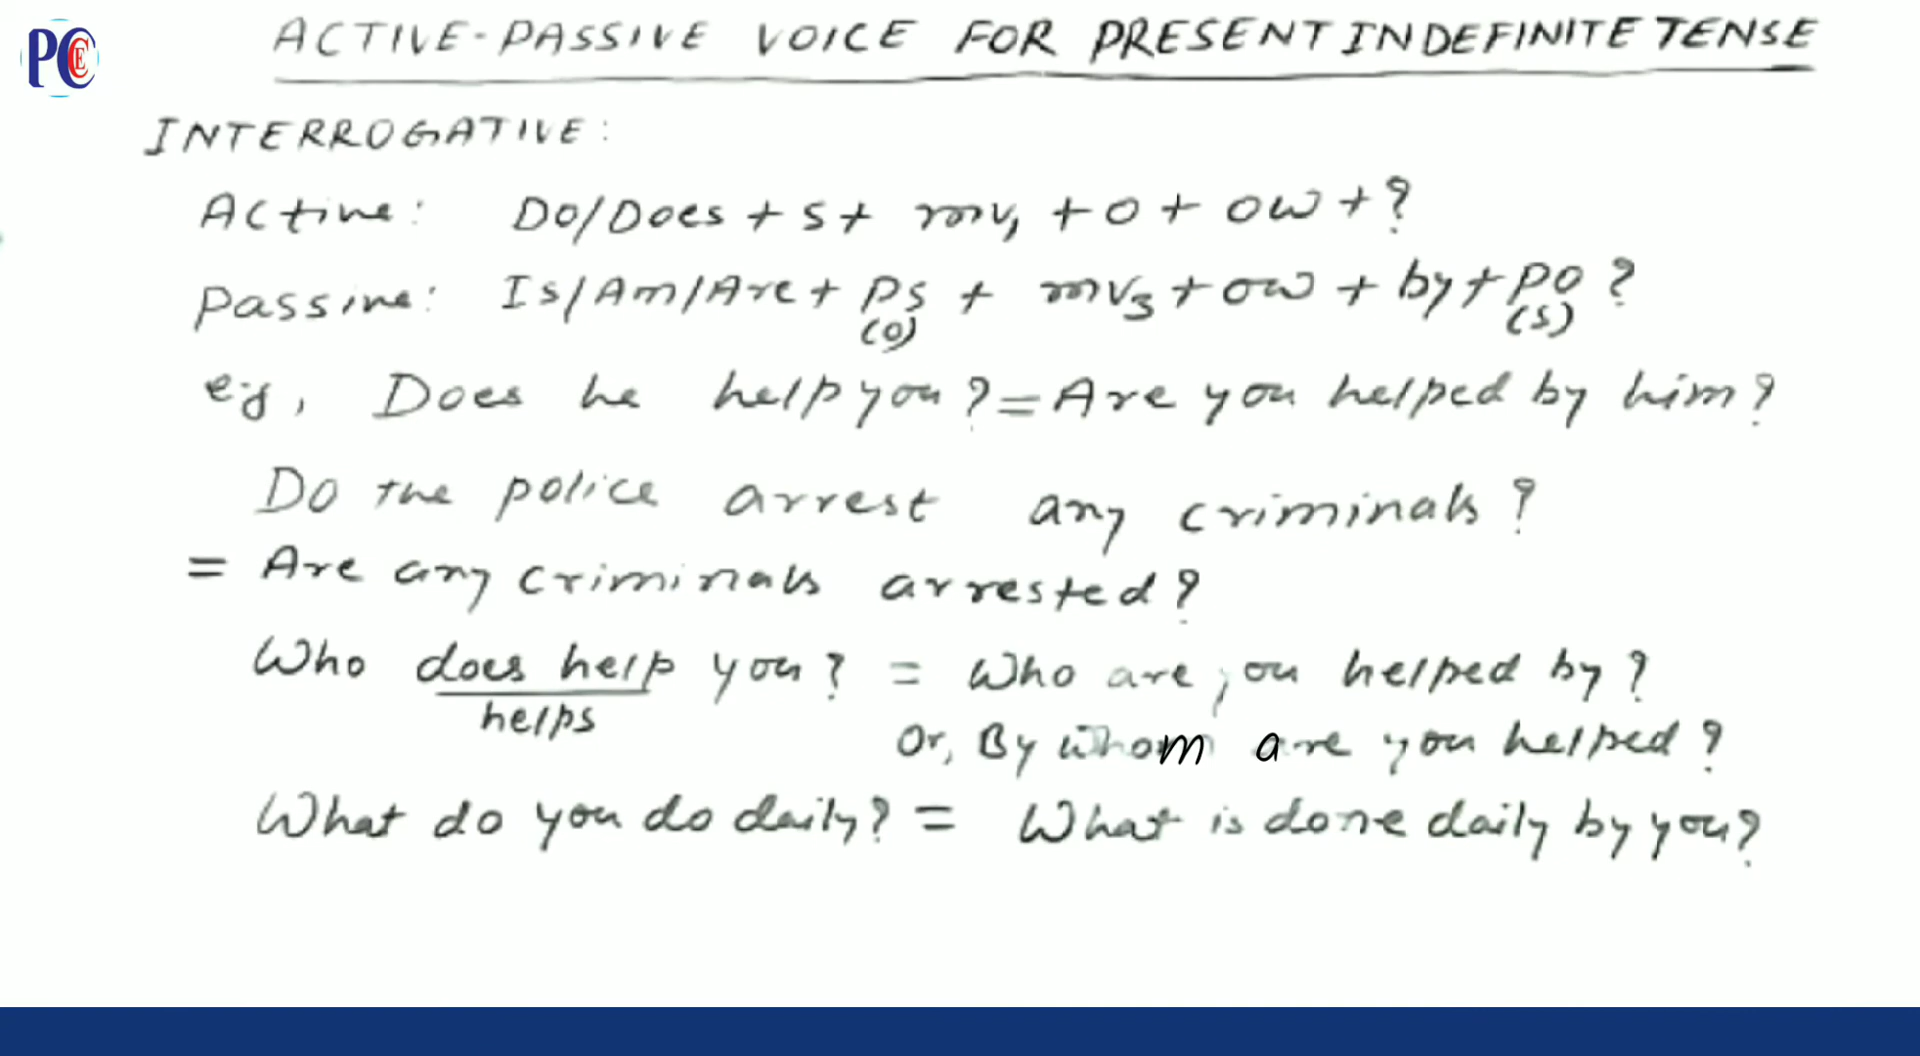 PCEC
ACTIVE-PASSIVE VOICE FOR PRESENT INDEFINITE TENSE
INTERROGATIVE:
Active: Do/Does + S + mv₁ + O + OW + ?
Passive: Is/Am/Are + PS + mv₃ + OW + by + PO ?
(O) (S)
e.g, Does he help you? = Are you helped by him?
Do the police arrest any criminals?
= Are any criminals arrested?
Who does help you? = Who are you helped by?
helps
Or, By whom are you helped?
What do you do daily? = What is done daily by you?